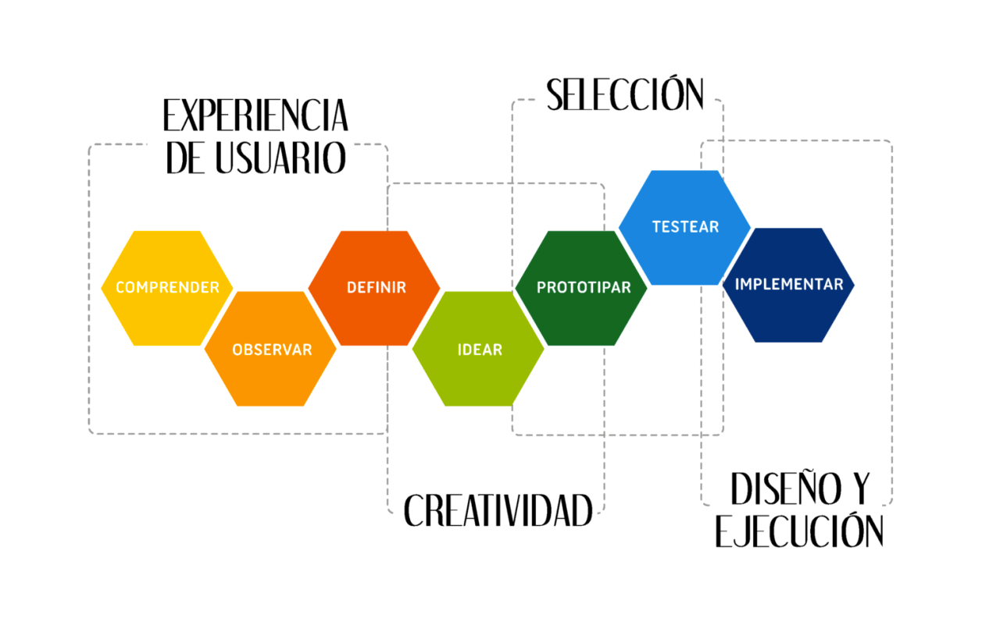 EXPERIENCIA
DE USUARIO
SELECCIÓN
COMPRENDER
OBSERVAR
DEFINIR
IDEAR
PROTOTIPAR
TESTEAR
IMPLEMENTAR
CREATIVIDAD
DISEÑO Y
EJECUCIÓN